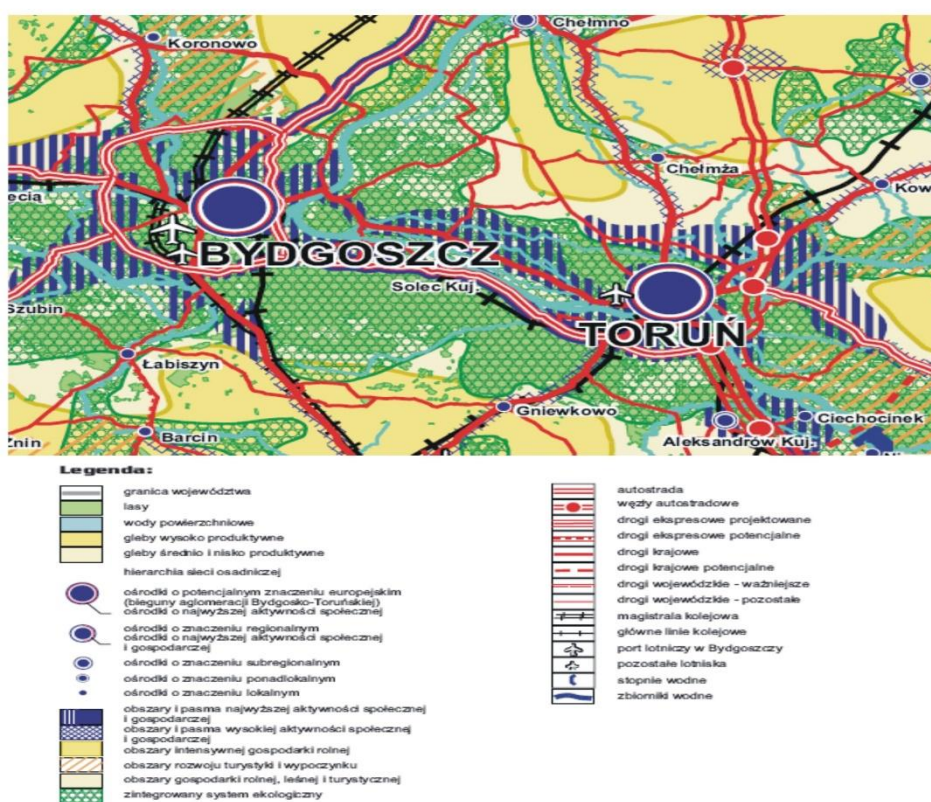 Chełmno
Koronowo
Chełmża
Kow
ecią
BYDGOSZCZ
Solec Kuj.
Szubin
TORUŃ
Łabiszyn
Gniewkowo
Ciechocinek
Żnin
Barcin
Aleksandrów Kuj.
Legenda:
granica województwa
lasy
wody powierzchniowe
gleby wysoko produktywne
gleby średnio i nisko produktywne
hierarchia sieci osadniczej
ośrodki o potencjalnym znaczeniu europejskim
(bieguny aglomeracji Bydgosko-Toruńskiej)
ośrodki o najwyższej aktywności społecznej
ośrodki o znaczeniu regionalnym
ośrodki o najwyższej aktywności społecznej
i gospodarczej
ośrodki o znaczeniu subregionalnym
ośrodki o znaczeniu ponadlokalnym
ośrodki o znaczeniu lokalnym
obszary i pasma najwyższej aktywności społecznej
i gospodarczej
obszary i pasma wysokiej aktywności społecznej
i gospodarczej
obszary intensywnej gospodarki rolnej
obszary rozwoju turystyki i wypoczynku
obszary gospodarki rolnej, leśnej i turystycznej
zintegrowany system ekologiczny
autostrada
węzły autostradowe
drogi ekspresowe projektowane
drogi ekspresowe potencjalne
drogi krajowe
drogi krajowe potencjalne
drogi wojewódzkie - ważniejsze
drogi wojewódzkie - pozostałe
magistrala kolejowa
główne linie kolejowe
port lotniczy w Bydgoszczy
pozostałe lotniska
stopnie wodne
zbiorniki wodne